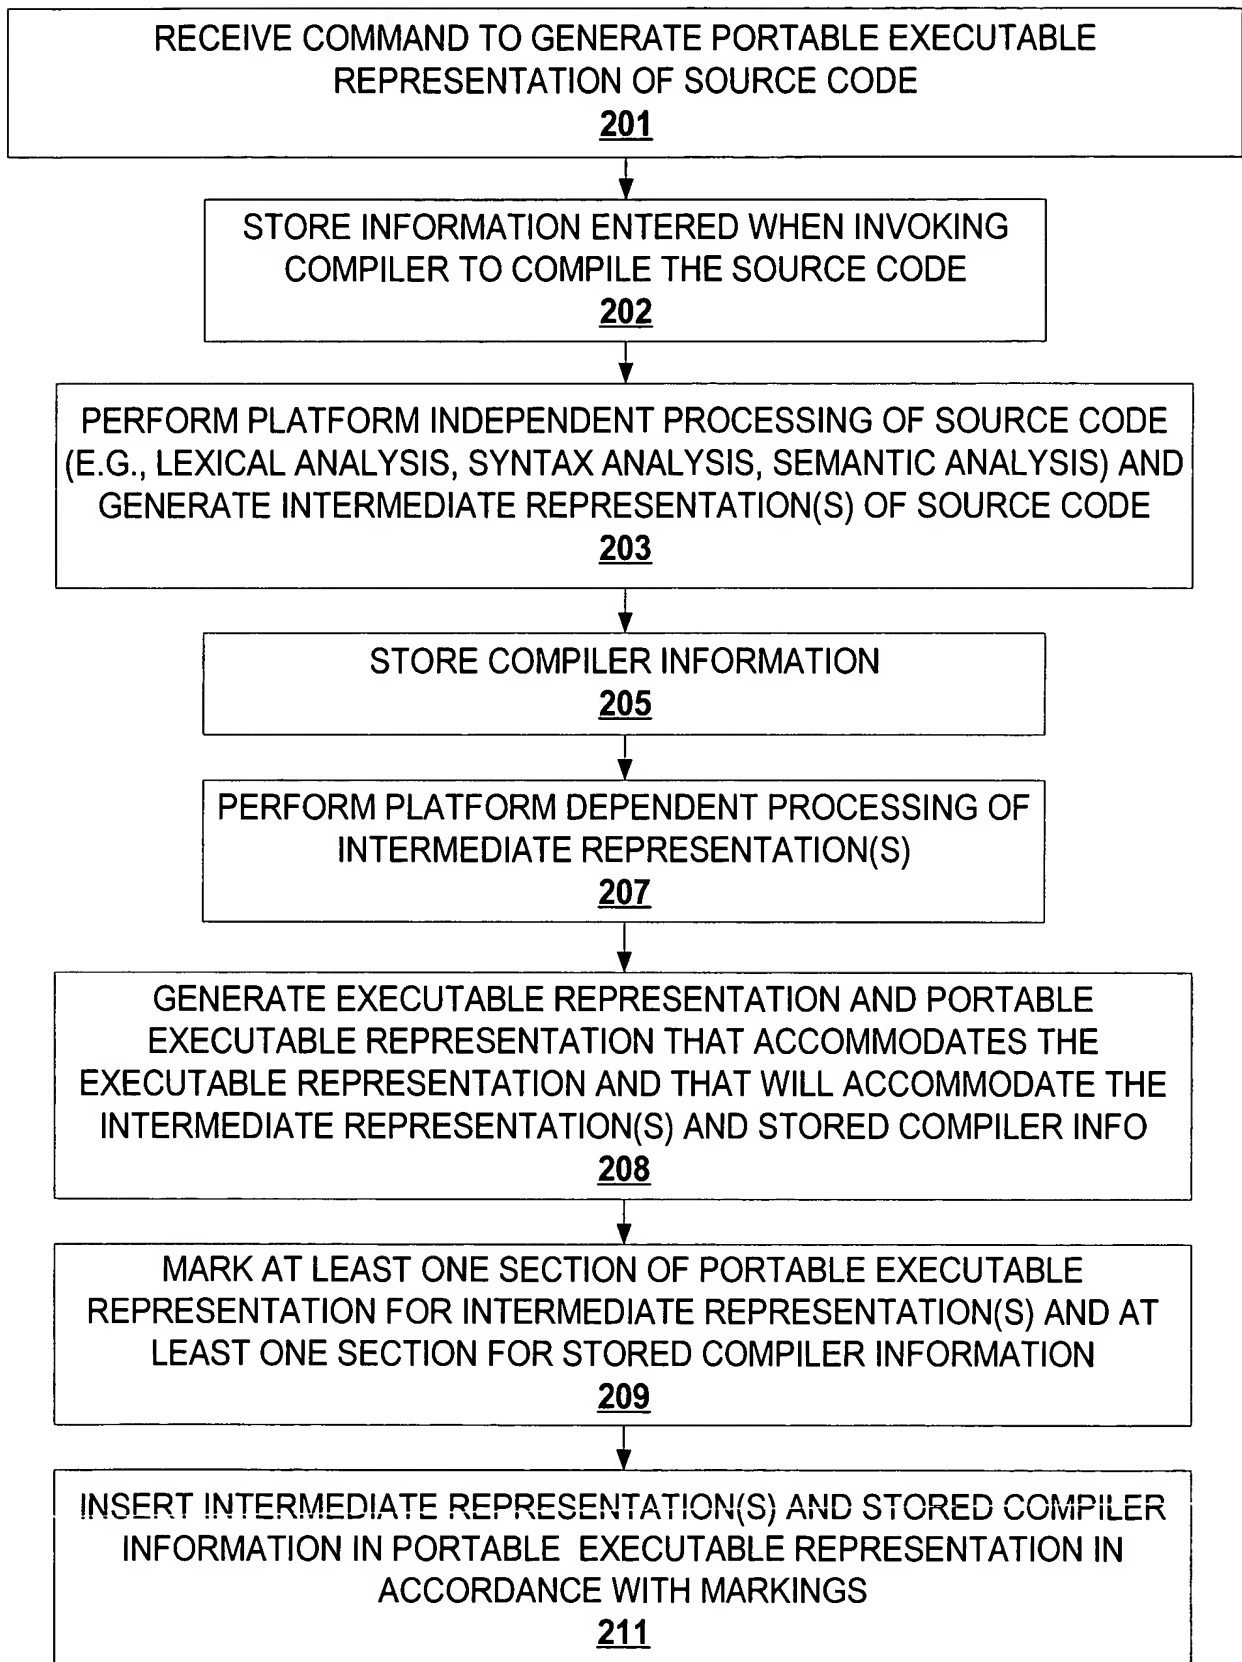 RECEIVE COMMAND TO GENERATE PORTABLE EXECUTABLE
REPRESENTATION OF SOURCE CODE
201
STORE INFORMATION ENTERED WHEN INVOKING
COMPILER TO COMPILE THE SOURCE CODE
202
PERFORM PLATFORM INDEPENDENT PROCESSING OF SOURCE CODE
(E.G., LEXICAL ANALYSIS, SYNTAX ANALYSIS, SEMANTIC ANALYSIS) AND
GENERATE INTERMEDIATE REPRESENTATION(S) OF SOURCE CODE
203
STORE COMPILER INFORMATION
205
PERFORM PLATFORM DEPENDENT PROCESSING OF
INTERMEDIATE REPRESENTATION(S)
207
GENERATE EXECUTABLE REPRESENTATION AND PORTABLE
EXECUTABLE REPRESENTATION THAT ACCOMMODATES THE
EXECUTABLE REPRESENTATION AND THAT WILL ACCOMMODATE THE
INTERMEDIATE REPRESENTATION(S) AND STORED COMPILER INFO
208
MARK AT LEAST ONE SECTION OF PORTABLE EXECUTABLE
REPRESENTATION FOR INTERMEDIATE REPRESENTATION(S) AND AT
LEAST ONE SECTION FOR STORED COMPILER INFORMATION
209
INSERT INTERMEDIATE REPRESENTATION(S) AND STORED COMPILER
INFORMATION IN PORTABLE EXECUTABLE REPRESENTATION IN
ACCORDANCE WITH MARKINGS
211